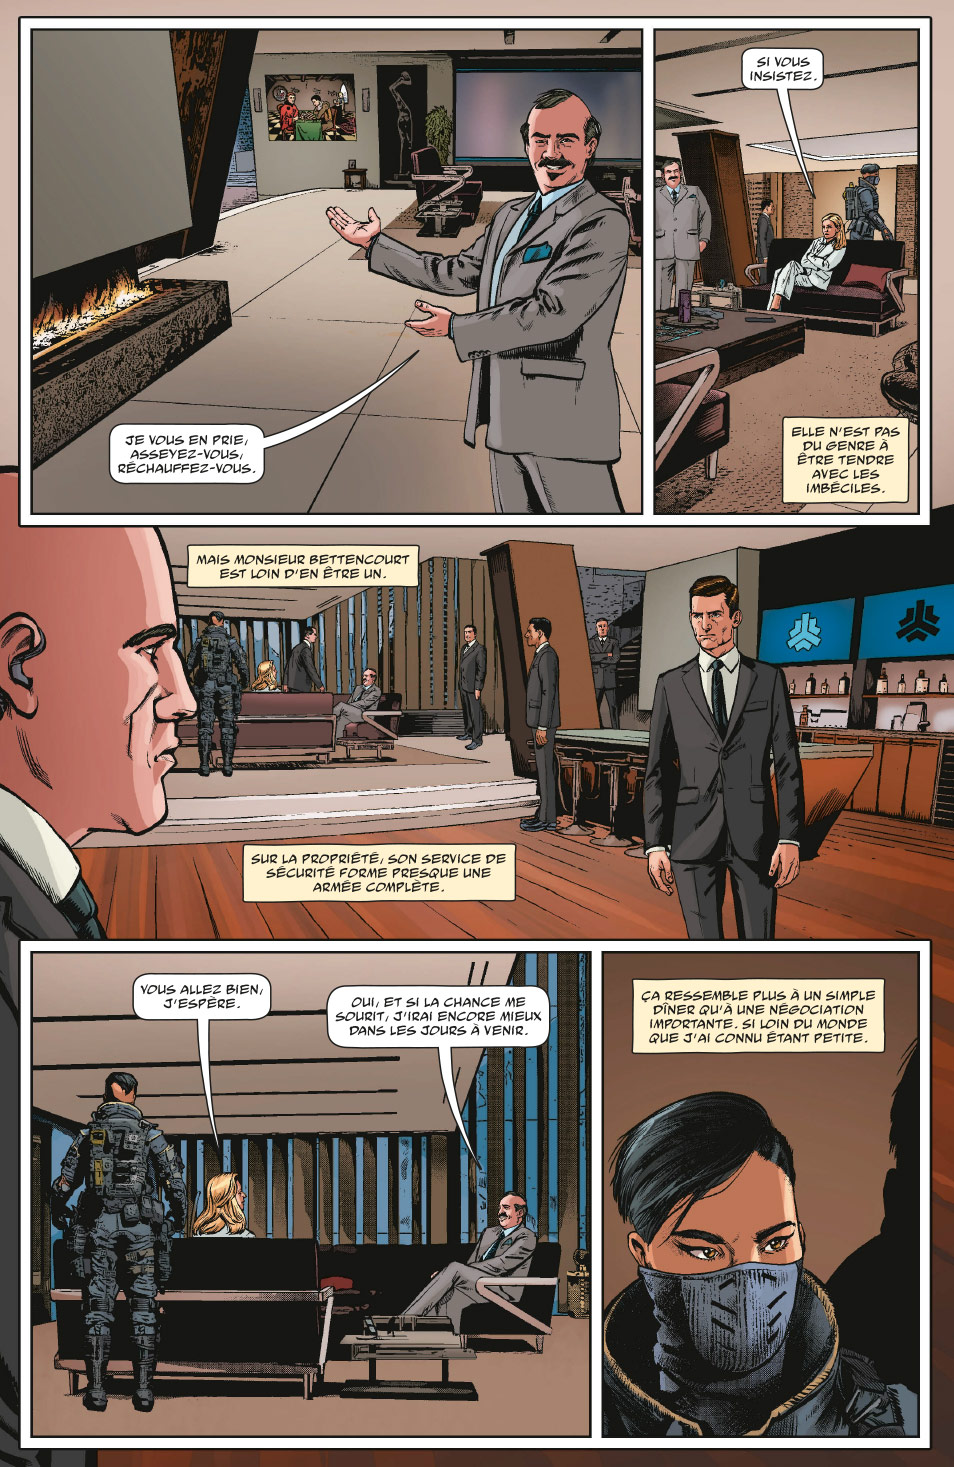 JE VOUS EN PRIE,
ASSEYEZ-VOUS,
RÉCHAUFFEZ-VOUS.
SI VOUS
INSISTEZ.
ELLE N'EST PAS
DU GENRE À
ÊTRE TENDRE
AVEC LES
IMBÉCILES.
MAIS MONSIEUR BETTENCOURT
EST LOIN D'EN ÊTRE UN.
SUR LA PROPRIÉTÉ, SON SERVICE DE
SÉCURITÉ FORME PRESQUE UNE
ARMÉE COMPLÈTE.
VOUS ALLEZ BIEN,
J'ESPÈRE.
OUI, ET SI LA CHANCE ME
SOURIT, J'IRAI ENCORE MIEUX
DANS LES JOURS À VENIR.
ÇA RESSEMBLE PLUS À UN SIMPLE
DÎNER QU'À UNE NÉGOCIATION
IMPORTANTE. SI LOIN DU MONDE
QUE J'AI CONNU ÉTANT PETITE.